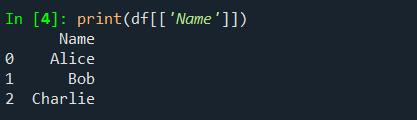 In [4]: print(df[['Name']])
      Name
0    Alice
1      Bob
2  Charlie